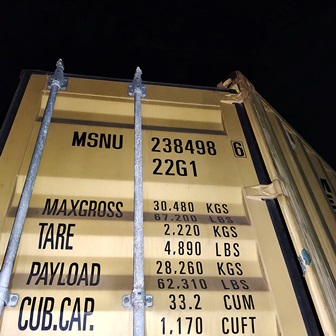 MSNU 238498 6
22G1
MAXGROSS 30.480 KGS
67.200 LBS
TARE 2.220 KGS
4.890 LBS
PAYLOAD 28.260 KGS
62.310 LBS
CUB.CAP. 33.2 CUM
1.170 CUFT